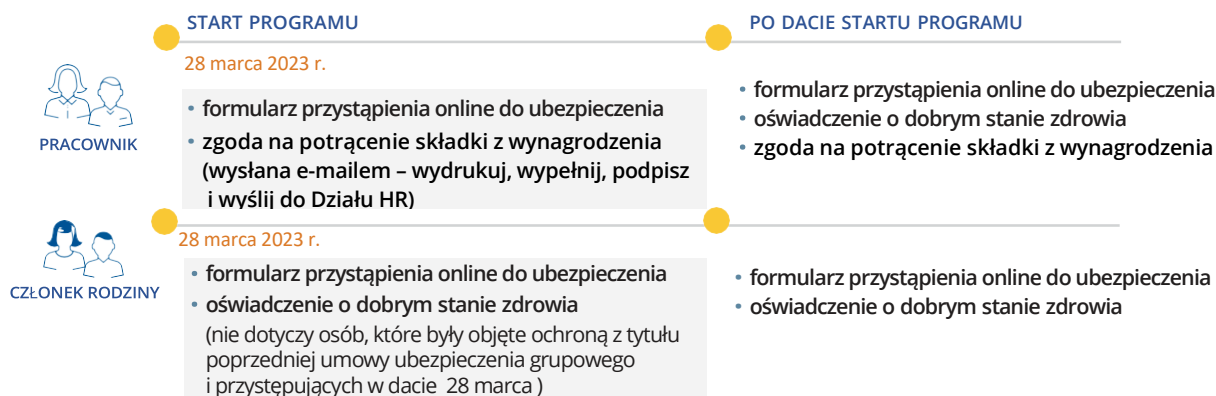 START PROGRAMU
PO DACIE STARTU PROGRAMU
28 marca 2023 r.
PRACOWNIK
• formularz przystąpienia online do ubezpieczenia
• zgoda na potrącenie składki z wynagrodzenia
(wysłana e-mailem – wydrukuj, wypełnij, podpisz
i wyślij do Działu HR)
• formularz przystąpienia online do ubezpieczenia
• oświadczenie o dobrym stanie zdrowia
• zgoda na potrącenie składki z wynagrodzenia
28 marca 2023 r.
CZŁONEK RODZINY
• formularz przystąpienia online do ubezpieczenia
• oświadczenie o dobrym stanie zdrowia
(nie dotyczy osób, które były objęte ochroną z tytułu
poprzedniej umowy ubezpieczenia grupowego
i przystępujących w dacie 28 marca )
• formularz przystąpienia online do ubezpieczenia
• oświadczenie o dobrym stanie zdrowia